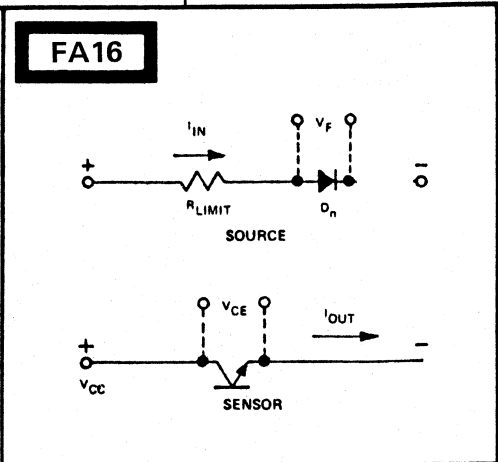 FA16
I_IN
V_F
+
−
R_LIMIT
D_n
SOURCE
V_CE
I_OUT
+
−
V_CC
SENSOR